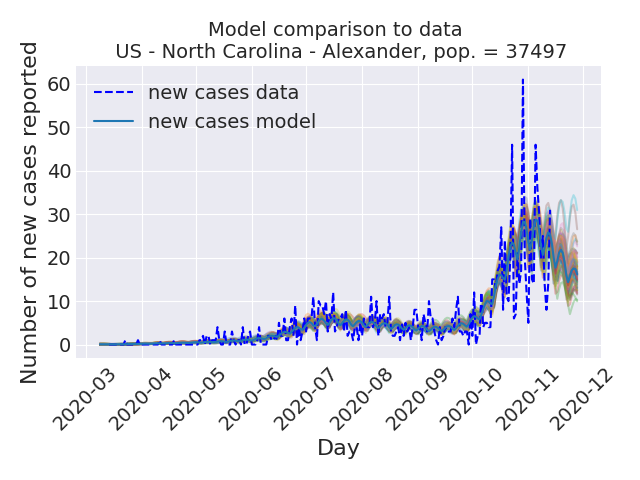 Model comparison to data
US - North Carolina - Alexander, pop. = 37497
Number of new cases reported
60
50
40
30
20
10
0
new cases data
new cases model
2020-03
2020-04
2020-05
2020-06
2020-07
2020-08
2020-09
2020-10
2020-11
2020-12
Day